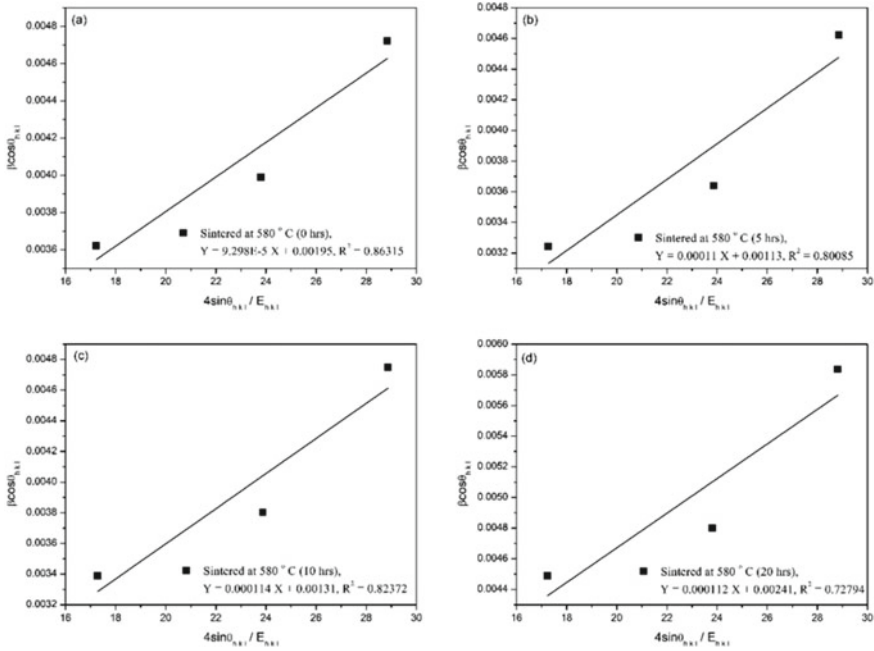 (a)
0.0048
0.0046
0.0044
0.0042
0.0040
0.0038
0.0036
βcosθhkl
Sintered at 580 °C (0 hrs),
Y = 9.298E-5 X + 0.00195, R² = 0.86315
16 18 20 22 24 26 28 30
4sinθhkl / Ehkl
(b)
0.0048
0.0044
0.0040
0.0036
0.0032
βcosθhkl
Sintered at 580 °C (5 hrs),
Y = 0.00011 X + 0.00113, R² = 0.80085
16 18 20 22 24 26 28 30
4sinθhkl / Ehkl
(c)
0.0048
0.0046
0.0044
0.0042
0.0040
0.0038
0.0036
0.0034
0.0032
βcosθhkl
Sintered at 580 °C (10 hrs),
Y = 0.000114 X + 0.00131, R² = 0.82372
16 18 20 22 24 26 28 30
4sinθhkl / Ehkl
(d)
0.0060
0.0058
0.0056
0.0054
0.0052
0.0050
0.0048
0.0046
0.0044
βcosθhkl
Sintered at 580 °C (20 hrs),
Y = 0.000112 X + 0.00241, R² = 0.72794
16 18 20 22 24 26 28 30
4sinθhkl / Ehkl